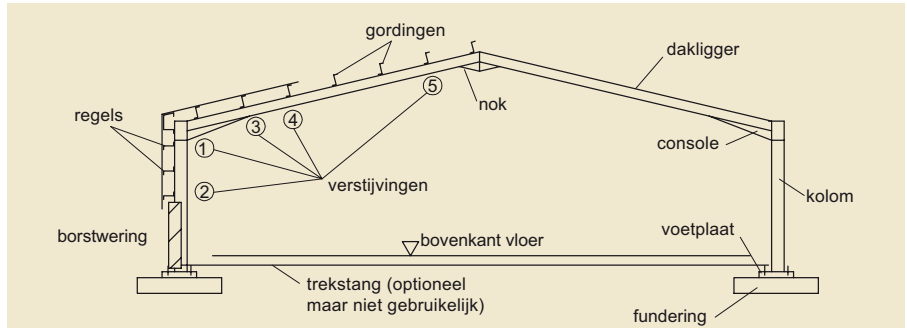 gordingen
dakligger
5
nok
regels
3
4
console
1
2
verstijvingen
kolom
borstwering
bovenkant vloer
voetplaat
trekstang (optioneel
maar niet gebruikelijk)
fundering